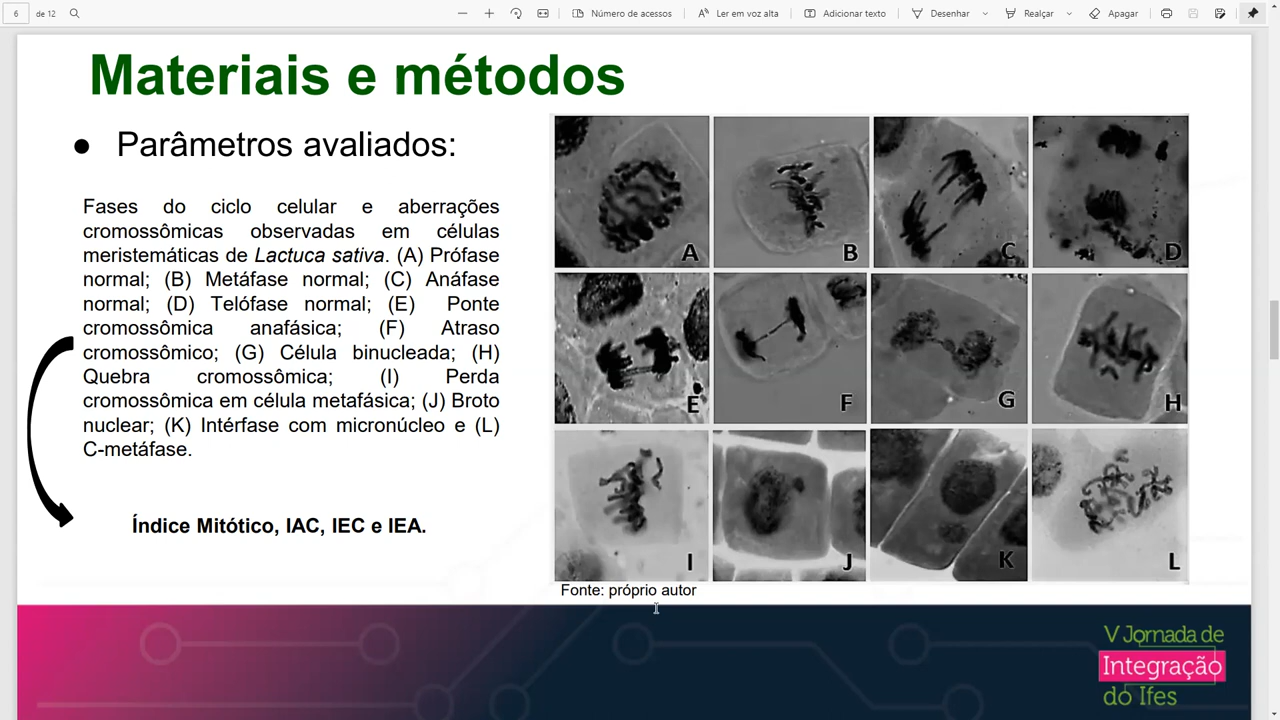 6 de 12 Número de acessos Ler em voz alta Adicionar texto Desenhar Realçar Apagar
Materiais e métodos
● Parâmetros avaliados:
Fases do ciclo celular e aberrações
cromossômicas observadas em células
meristemáticas de Lactuca sativa. (A) Prófase
normal; (B) Metáfase normal; (C) Anáfase
normal; (D) Telófase normal; (E) Ponte
cromossômica anafásica; (F) Atraso
cromossômico; (G) Célula binucleada; (H)
Quebra cromossômica; (I) Perda
cromossômica em célula metafásica; (J) Broto
nuclear; (K) Intérfase com micronúcleo e (L)
C-metáfase.
Índice Mitótico, IAC, IEC e IEA.
A B C D
E F G H
I J K L
Fonte: próprio autor
V Jornada de
Integração
do Ifes